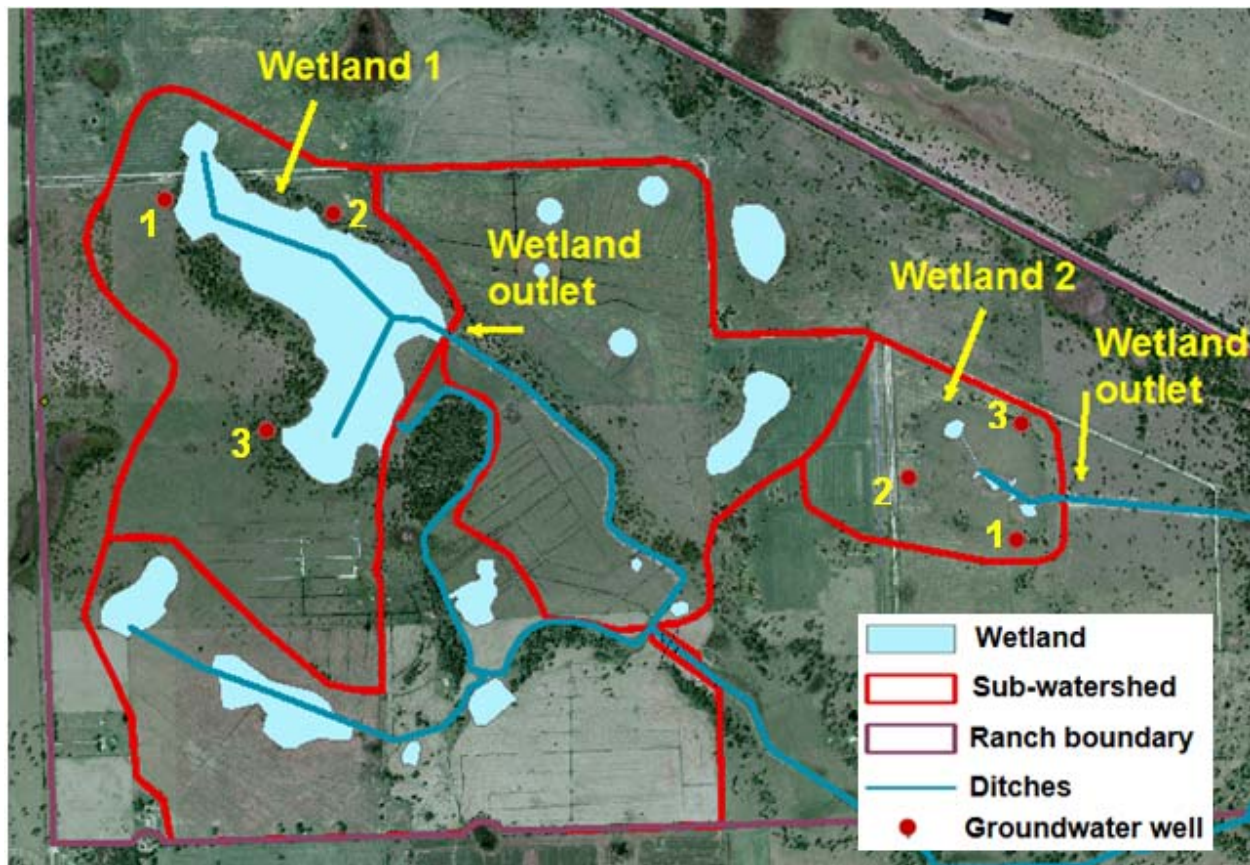 Wetland 1
1
2
Wetland
outlet
3
Wetland 2
Wetland
outlet
3
2
1
Wetland
Sub-watershed
Ranch boundary
Ditches
Groundwater well